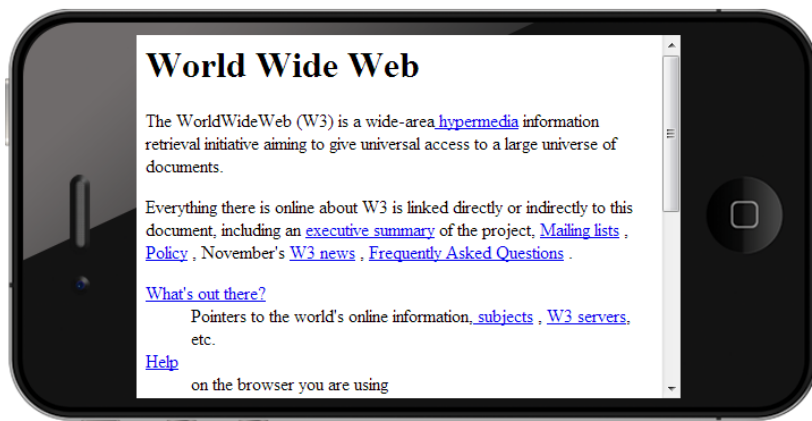 World Wide Web
The WorldWideWeb (W3) is a wide-area hypermedia information
retrieval initiative aiming to give universal access to a large universe of
documents.
Everything there is online about W3 is linked directly or indirectly to this
document, including an executive summary of the project, Mailing lists ,
Policy , November's W3 news , Frequently Asked Questions .
What's out there?
Pointers to the world's online information, subjects , W3 servers,
etc.
Help
on the browser you are using